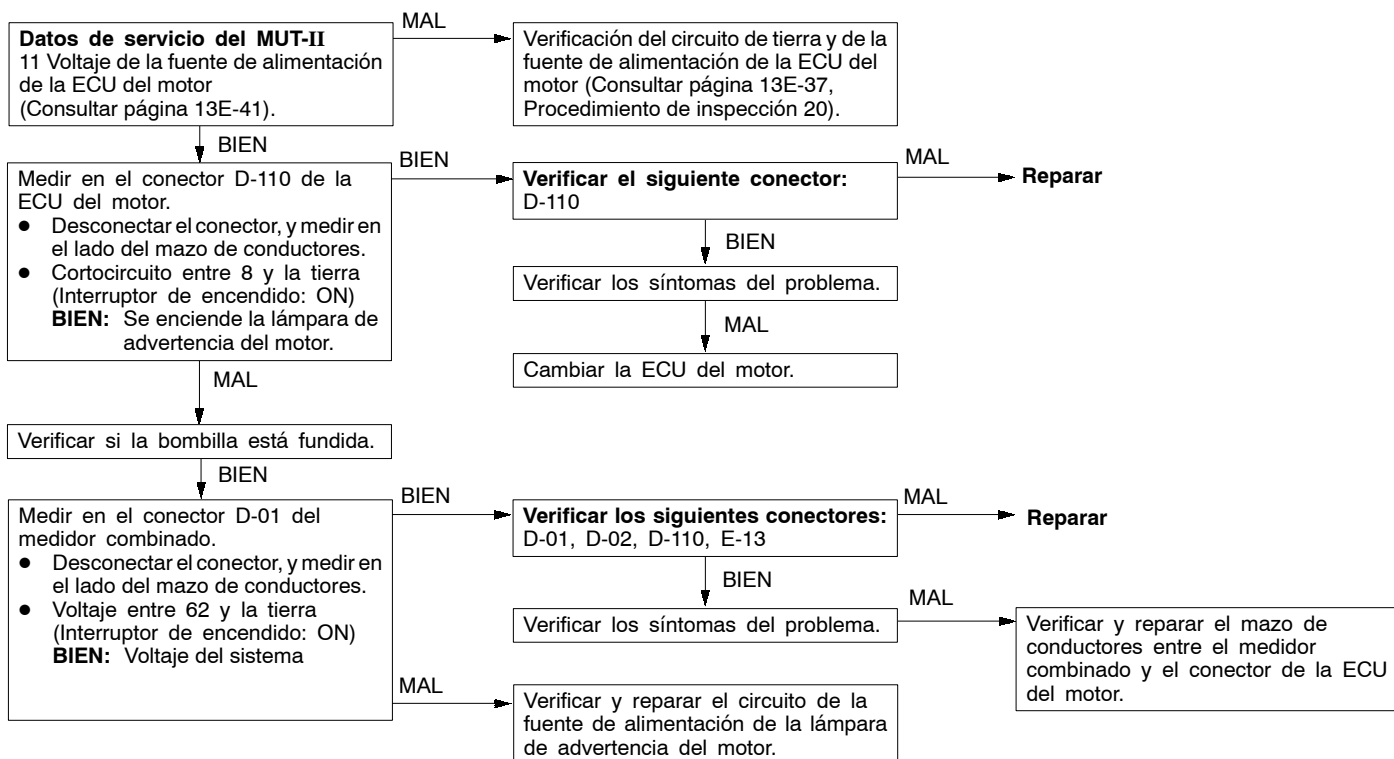 Datos de servicio del MUT-II
11 Voltaje de la fuente de alimentación
de la ECU del motor
(Consultar página 13E-41).
MAL
Verificación del circuito de tierra y de la
fuente de alimentación de la ECU del
motor (Consultar página 13E-37,
Procedimiento de inspección 20).
BIEN
Medir en el conector D-110 de la
ECU del motor.
● Desconectar el conector, y medir en
el lado del mazo de conductores.
● Cortocircuito entre 8 y la tierra
(Interruptor de encendido: ON)
BIEN: Se enciende la lámpara de
advertencia del motor.
BIEN
Verificar el siguiente conector:
D-110
MAL
Reparar
BIEN
Verificar los síntomas del problema.
MAL
Cambiar la ECU del motor.
MAL
Verificar si la bombilla está fundida.
BIEN
Medir en el conector D-01 del
medidor combinado.
● Desconectar el conector, y medir en
el lado del mazo de conductores.
● Voltaje entre 62 y la tierra
(Interruptor de encendido: ON)
BIEN: Voltaje del sistema
BIEN
Verificar los siguientes conectores:
D-01, D-02, D-110, E-13
MAL
Reparar
BIEN
Verificar los síntomas del problema.
MAL
Verificar y reparar el mazo de
conductores entre el medidor
combinado y el conector de la ECU
del motor.
MAL
Verificar y reparar el circuito de la
fuente de alimentación de la lámpara
de advertencia del motor.